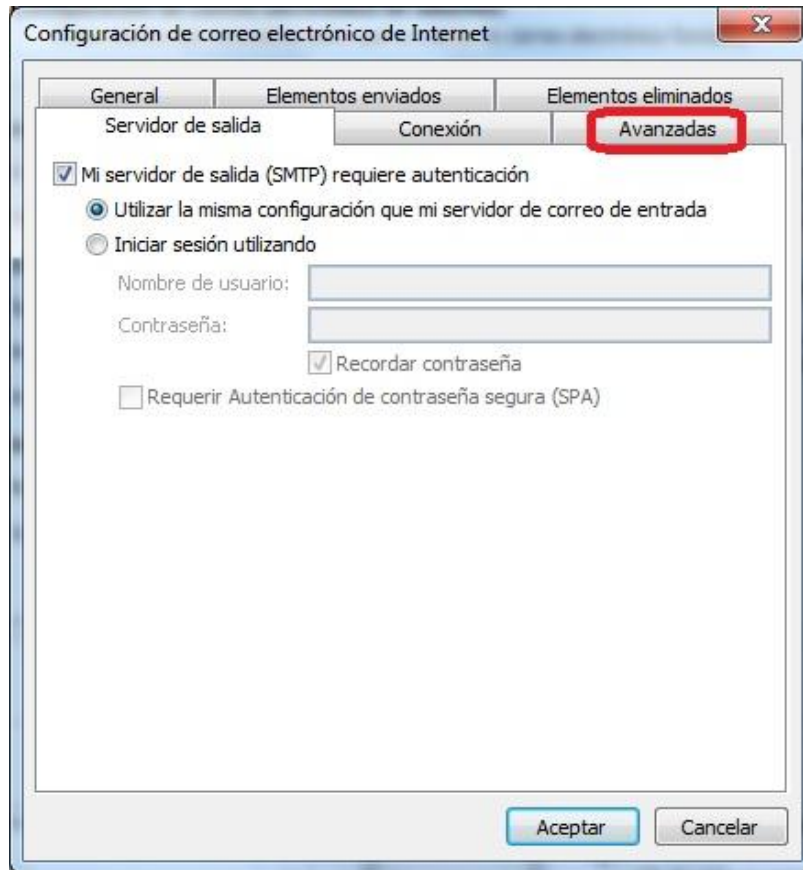 Configuración de correo electrónico de Internet
General Elementos enviados Elementos eliminados
Servidor de salida Conexión Avanzadas
Mi servidor de salida (SMTP) requiere autenticación
Utilizar la misma configuración que mi servidor de correo de entrada
Iniciar sesión utilizando
Nombre de usuario:
Contraseña:
Recordar contraseña
Requerir Autenticación de contraseña segura (SPA)
Aceptar Cancelar